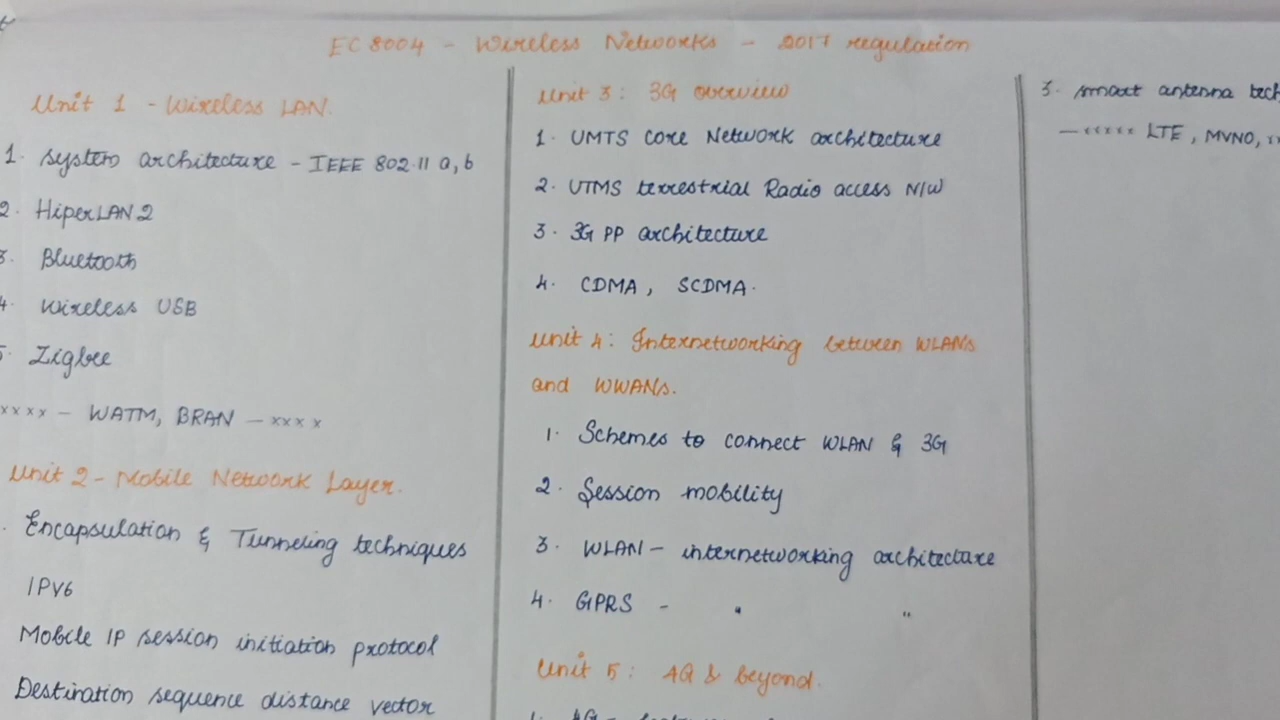 EC 8004 - Wireless Networks - 2017 regulation
Unit 1 - Wireless LAN.
1. System architecture - IEEE 802.11 a, b
2. HiperLAN 2
3. Bluetooth
4. Wireless USB
5. Zigbee
xxxx - WATM, BRAN - xxxx
Unit 2 - Mobile Network Layer.
. Encapsulation & Tunneling techniques
IPV6
Mobile IP session initiation protocol
Destination sequence distance vector
Unit 3: 3G overview
1. UMTS Core Network architecture
2. UTMS terrestrial Radio access N/W
3. 3G PP architecture
4. CDMA, SCDMA.
Unit 4: Internetworking between WLANs
and WWANs.
1. Schemes to connect WLAN & 3G
2. Session mobility
3. WLAN - internetworking architecture
4. GPRS - " "
Unit 5: 4G & beyond.
1. 4G -
3. smart antenna tech
- xxxxx LTE, MVNO,